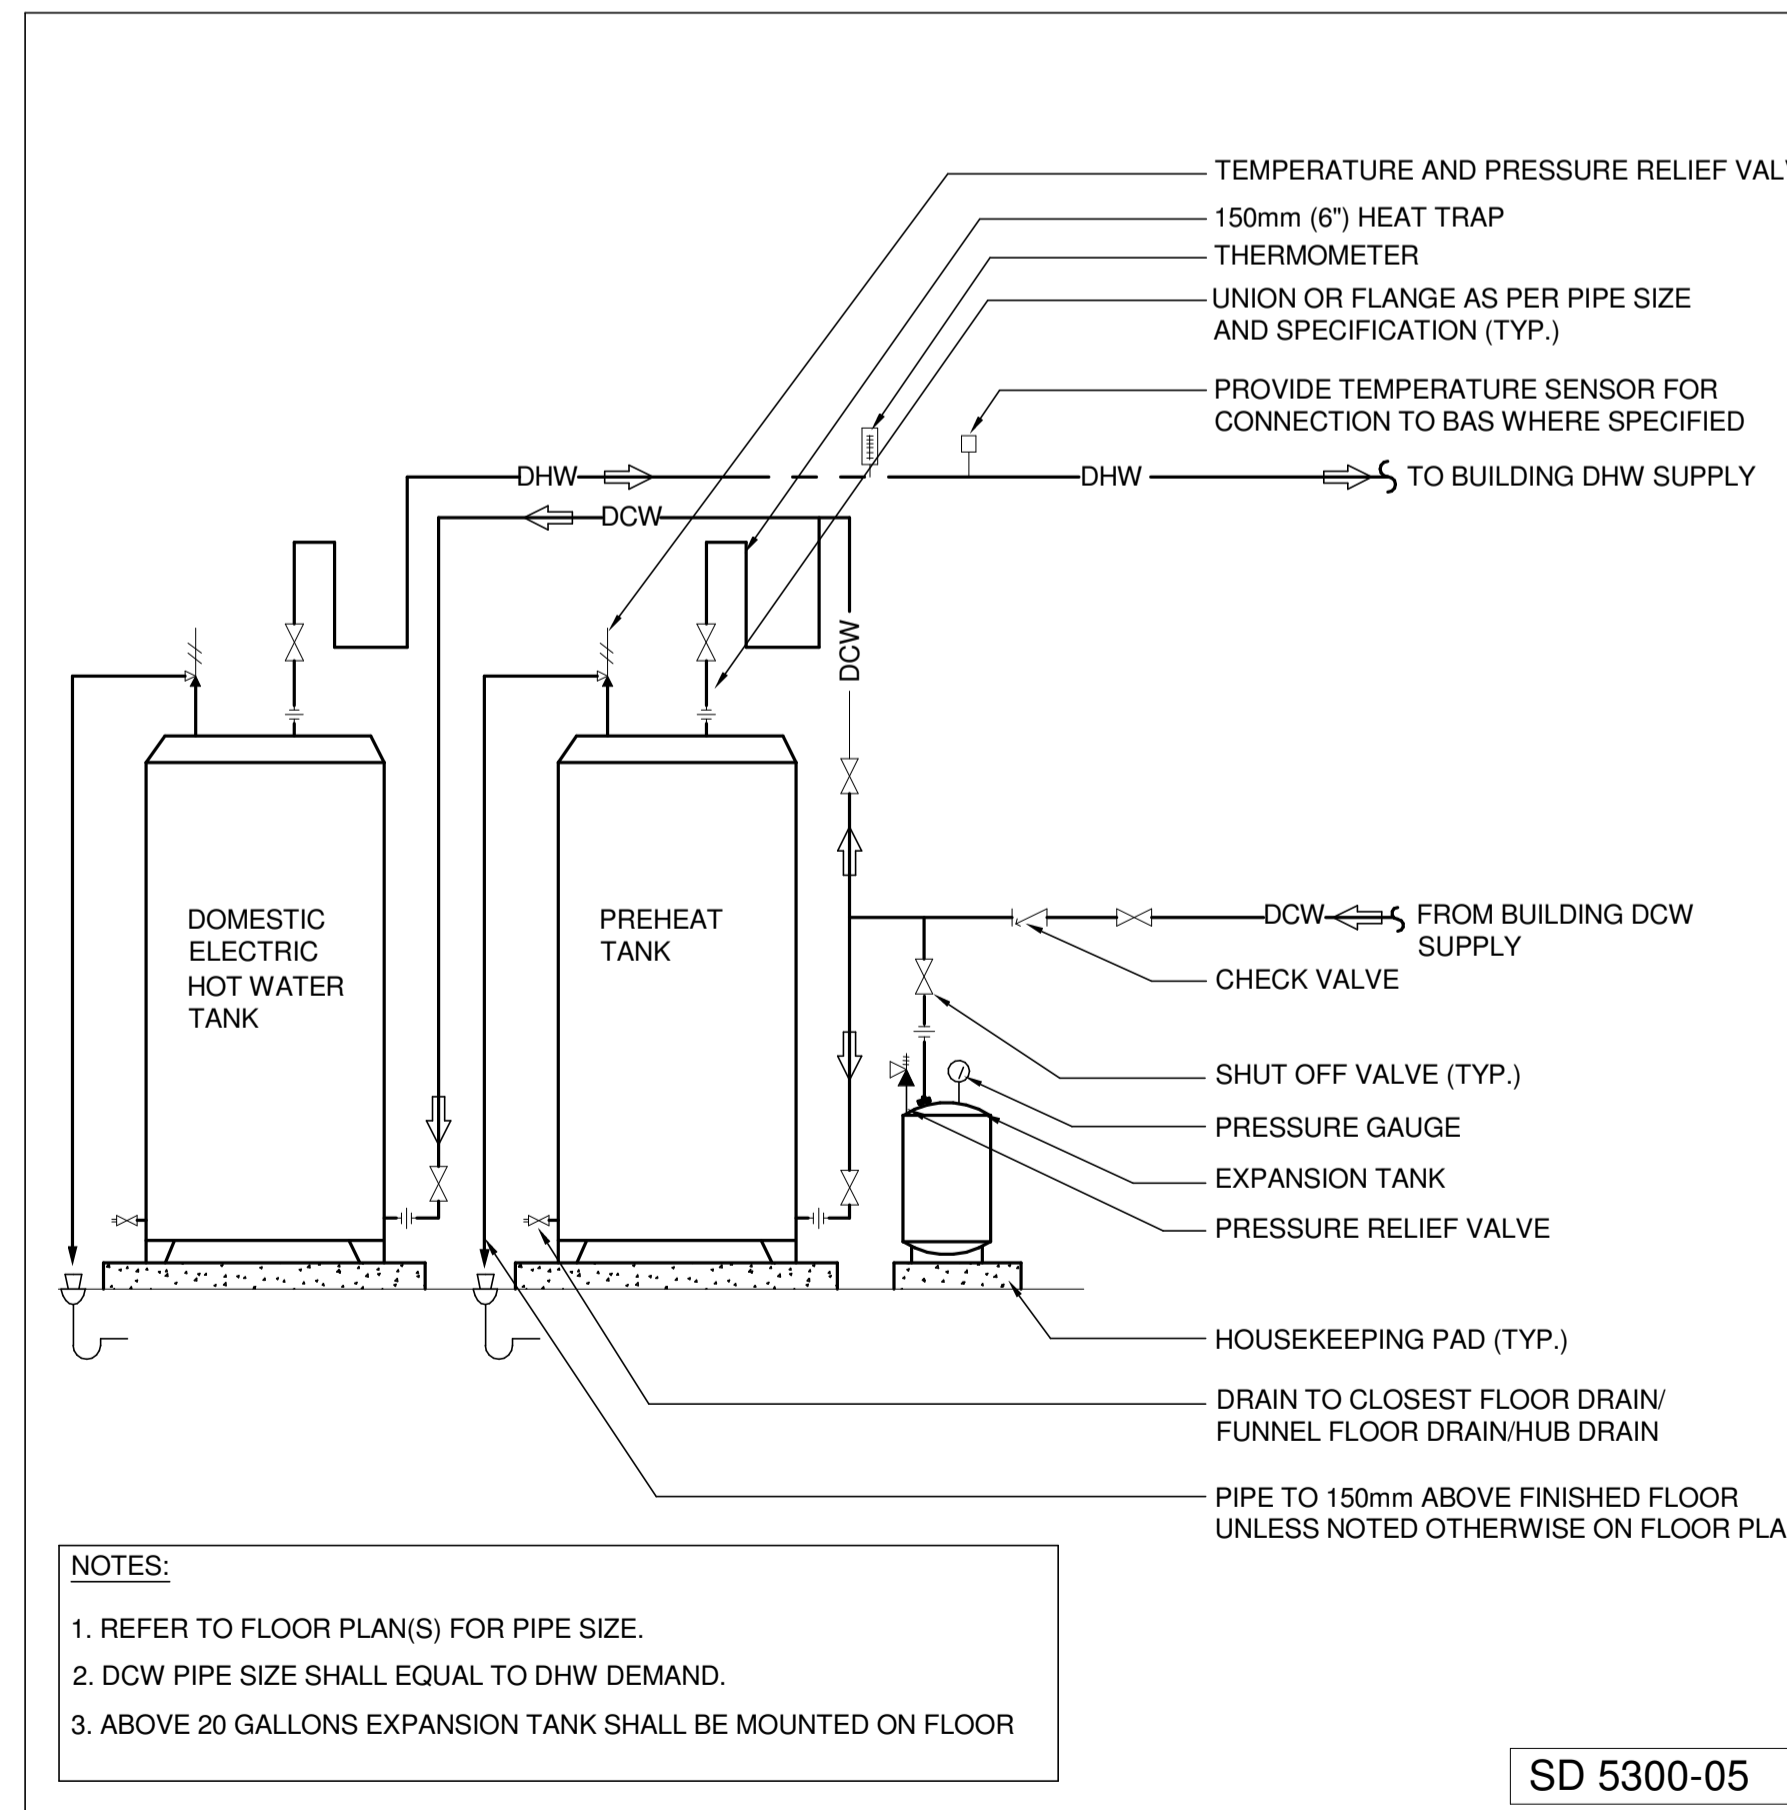 TEMPERATURE AND PRESSURE RELIEF
150mm (6") HEAT TRAP
THERMOMETER
UNION OR FLANGE AS PER PIPE SIZE
AND SPECIFICATION (TYP.)
PROVIDE TEMPERATURE SENSOR FOR
CONNECTION TO BAS WHERE SPECIFIED
DHW
DHW
TO BUILDING DHW SUPPLY
DCW
DCW
DOMESTIC
ELECTRIC
HOT WATER
TANK
PREHEAT
TANK
DCW
FROM BUILDING DCW
SUPPLY
CHECK VALVE
SHUT OFF VALVE (TYP.)
PRESSURE GAUGE
EXPANSION TANK
PRESSURE RELIEF VALVE
HOUSEKEEPING PAD (TYP.)
DRAIN TO CLOSEST FLOOR DRAIN/
FUNNEL FLOOR DRAIN/HUB DRAIN
PIPE TO 150mm ABOVE FINISHED FLOOR
UNLESS NOTED OTHERWISE ON FLOOR
NOTES:
1. REFER TO FLOOR PLAN(S) FOR PIPE SIZE.
2. DCW PIPE SIZE SHALL EQUAL TO DHW DEMAND.
3. ABOVE 20 GALLONS EXPANSION TANK SHALL BE MOUNTED ON FLOOR
SD 5300-05